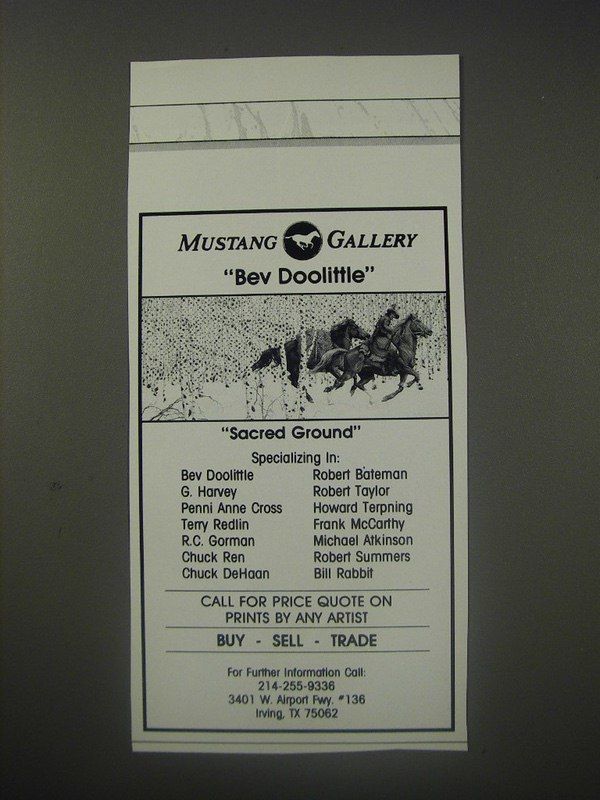 MUSTANG GALLERY
"Bev Doolittle"
"Sacred Ground"
Specializing In:
Bev Doolittle Robert Bateman
G. Harvey Robert Taylor
Penni Anne Cross Howard Terpning
Terry Redlin Frank McCarthy
R.C. Gorman Michael Atkinson
Chuck Ren Robert Summers
Chuck DeHaan Bill Rabbit
CALL FOR PRICE QUOTE ON
PRINTS BY ANY ARTIST
BUY - SELL - TRADE
For Further Information Call:
214-255-9336
3401 W. Airport Fwy. #136
Irving, TX 75062